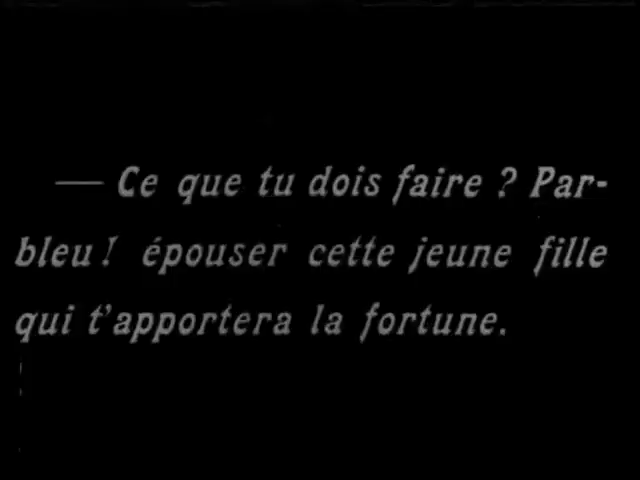 — Ce que tu dois faire ? Par-
bleu ! épouser cette jeune fille
qui t'apportera la fortune.